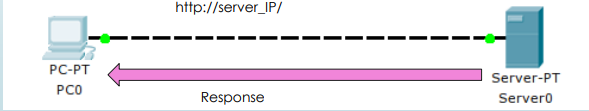 http://server_IP/
PC-PT
PC0
Server-PT
Server0
Response